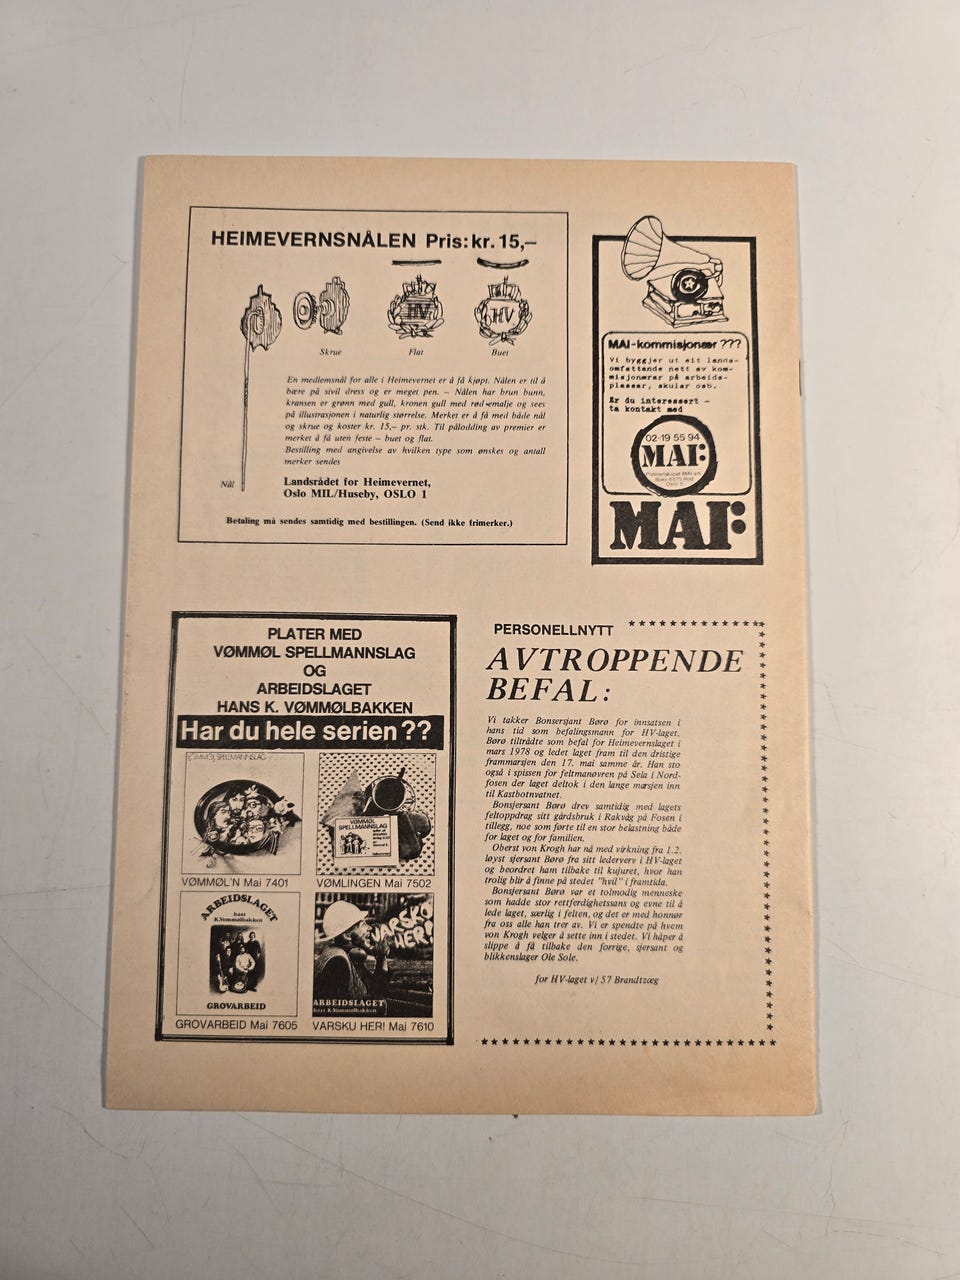 HEIMEVERNSNÅLEN Pris: kr. 15,–
Skrue
Flat
Buet
HV
HV
En medlemsnål for alle i Heimevernet er å få kjøpt. Nålen er til å
bære på sivil dress og er meget pen. – Nålen har brun bunn,
kransen er grønn med gull, kronen gull med rød emalje og sees
på illustrasjonen i naturlig størrelse. Merket er å få med både nål
og skrue og koster kr. 15,– pr. stk. Til pålodding av premier er
merket å få uten feste – buet og flat.
Bestilling med angivelse av hvilken type som ønskes og antall
merker sendes
Nål
Landsrådet for Heimevernet,
Oslo MIL/Huseby, OSLO 1
Betaling må sendes samtidig med bestillingen. (Send ikke frimerker.)
MAI-kommisjonær ???
Vi byggjer ut eit lands-
omfattande nett av kom-
misjonærar på arbeids-
plassar, skular osb.
Er du interessert –
ta kontakt med
02-19 55 94
MAI:
Plateselskapet MAI a/s
Oslo 5
MAI:
PLATER MED
VØMMØL SPELLMANNSLAG
OG
ARBEIDSLAGET
HANS K. VØMMØLBAKKEN
Har du hele serien ??
VØMMØL SPELLMANNSLAG
VØMMØL
SPELLMANNSLAG
VØMMØL'N Mai 7401
VØMLINGEN Mai 7502
ARBEIDSLAGET
hans
K.Vømmølbakken
GROVARBEID
VARSKU
HER!
ARBEIDSLAGET
hans K.Vømmølbakken
GROVARBEID Mai 7605
VARSKU HER! Mai 7610
PERSONELLNYTT
AVTROPPENDE
BEFAL:
Vi takker Bonsersjant Børø for innsatsen i
hans tid som befalingsmann for HV-laget.
Børø tiltrådte som befal for Heimevernslaget i
mars 1978 og ledet laget fram til den dristige
frammarsjen den 17. mai samme år. Han sto
også i spissen for feltmanøvren på Sela i Nord-
fosen der laget deltok i den lange marsjen inn
til Kastbotnvatnet.
Bonsjersant Børø drev samtidig med lagets
feltoppdrag sitt gårdsbruk i Rakvåg på Fosen i
tillegg, noe som førte til en stor belastning både
for laget og for familien.
Oberst von Krogh har nå med virkning fra 1.2.
løyst sjersant Børø fra sitt lederverv i HV-laget
og beordret ham tilbake til kujuret, hvor han
trolig blir å finne på stedet "hvil" i framtida.
Bonsjersant Børø var et tolmodig menneske
som hadde stor rettferdighetssans og evne til å
lede laget, særlig i felten, og det er med honnør
fra oss alle han trer av. Vi er spendte på hvem
von Krogh velger å sette inn i stedet. Vi håper å
slippe å få tilbake den forrige, sjersant og
blikkenslager Ole Sole.
for HV-laget v/ 57 Brandtzæg